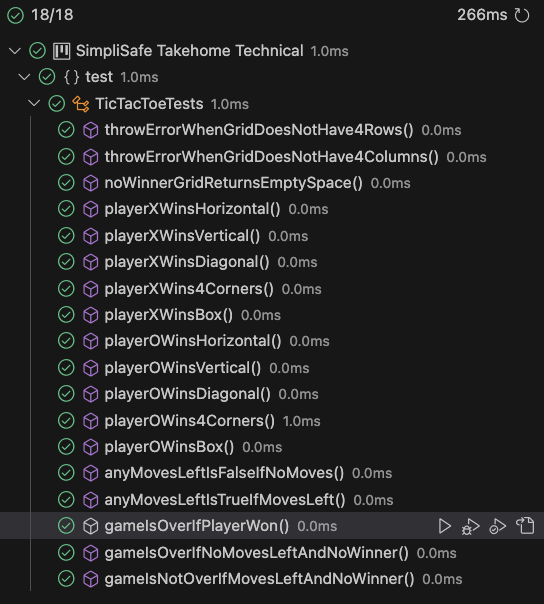 18/18 266ms
SimpliSafe Takehome Technical 1.0ms
{} test 1.0ms
TicTacToeTests 1.0ms
throwErrorWhenGridDoesNotHave4Rows() 0.0ms
throwErrorWhenGridDoesNotHave4Columns() 0.0ms
noWinnerGridReturnsEmptySpace() 0.0ms
playerXWinsHorizontal() 0.0ms
playerXWinsVertical() 0.0ms
playerXWinsDiagonal() 0.0ms
playerXWins4Corners() 0.0ms
playerXWinsBox() 0.0ms
playerOWinsHorizontal() 0.0ms
playerOWinsVertical() 0.0ms
playerOWinsDiagonal() 0.0ms
playerOWins4Corners() 1.0ms
playerOWinsBox() 0.0ms
anyMovesLeftIsFalseIfNoMoves() 0.0ms
anyMovesLeftIsTrueIfMovesLeft() 0.0ms
gameIsOverIfPlayerWon() 0.0ms
gameIsOverIfNoMovesLeftAndNoWinner() 0.0ms
gameIsNotOverIfMovesLeftAndNoWinner() 0.0ms